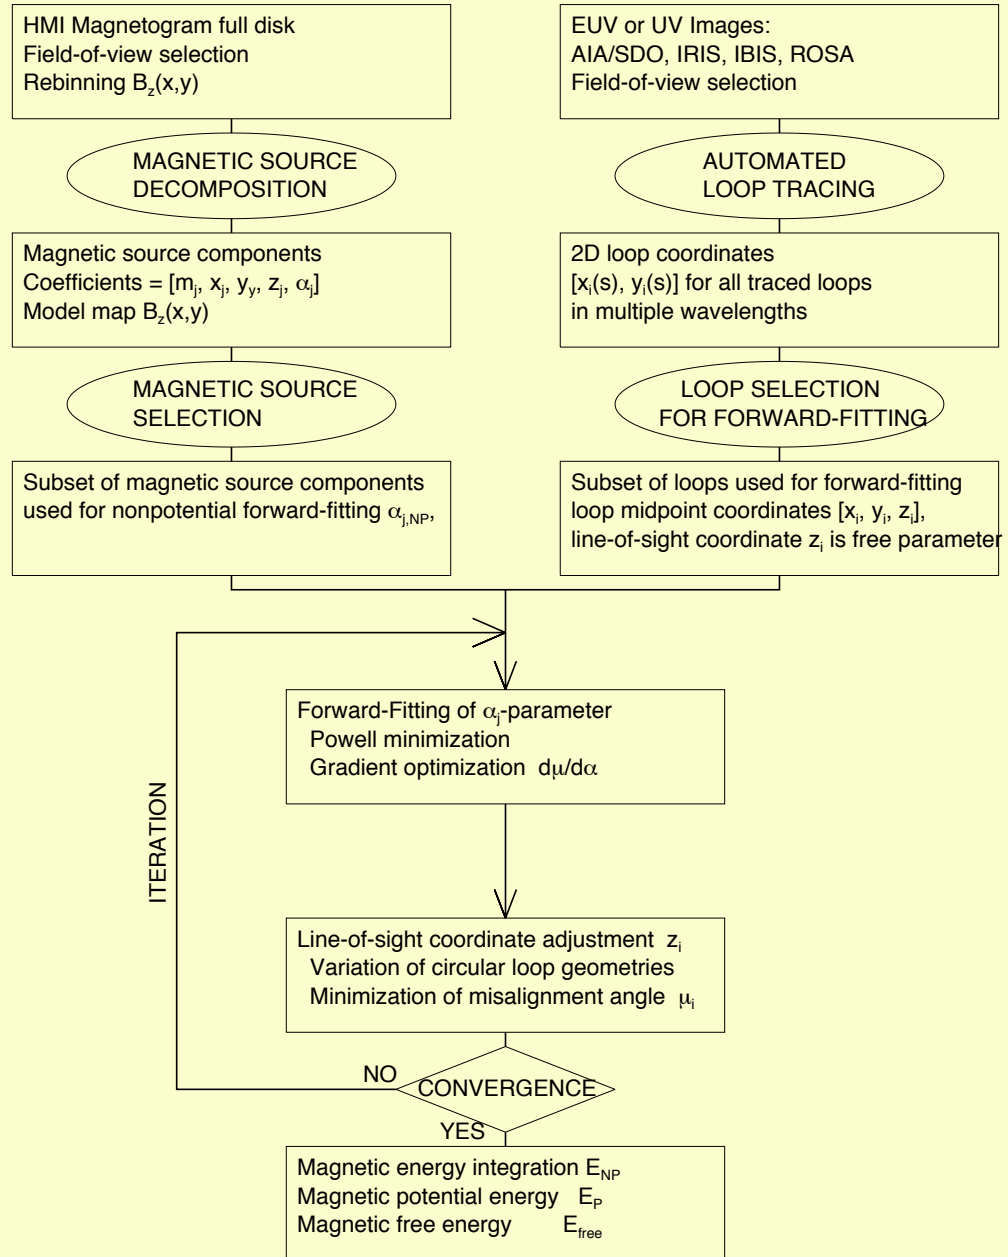 HMI Magnetogram full disk
Field-of-view selection
Rebinning B_z(x,y)
MAGNETIC SOURCE
DECOMPOSITION
Magnetic source components
Coefficients = [m_j, x_j, y_y, z_j, α_j]
Model map B_z(x,y)
MAGNETIC SOURCE
SELECTION
Subset of magnetic source components
used for nonpotential forward-fitting α_j,NP,
EUV or UV Images:
AIA/SDO, IRIS, IBIS, ROSA
Field-of-view selection
AUTOMATED
LOOP TRACING
2D loop coordinates
[x_i(s), y_i(s)] for all traced loops
in multiple wavelengths
LOOP SELECTION
FOR FORWARD-FITTING
Subset of loops used for forward-fitting
loop midpoint coordinates [x_i, y_i, z_i],
line-of-sight coordinate z_i is free parameter
ITERATION
Forward-Fitting of α_j-parameter
Powell minimization
Gradient optimization dμ/dα
Line-of-sight coordinate adjustment z_i
Variation of circular loop geometries
Minimization of misalignment angle μ_i
NO
CONVERGENCE
YES
Magnetic energy integration E_NP
Magnetic potential energy E_P
Magnetic free energy E_free